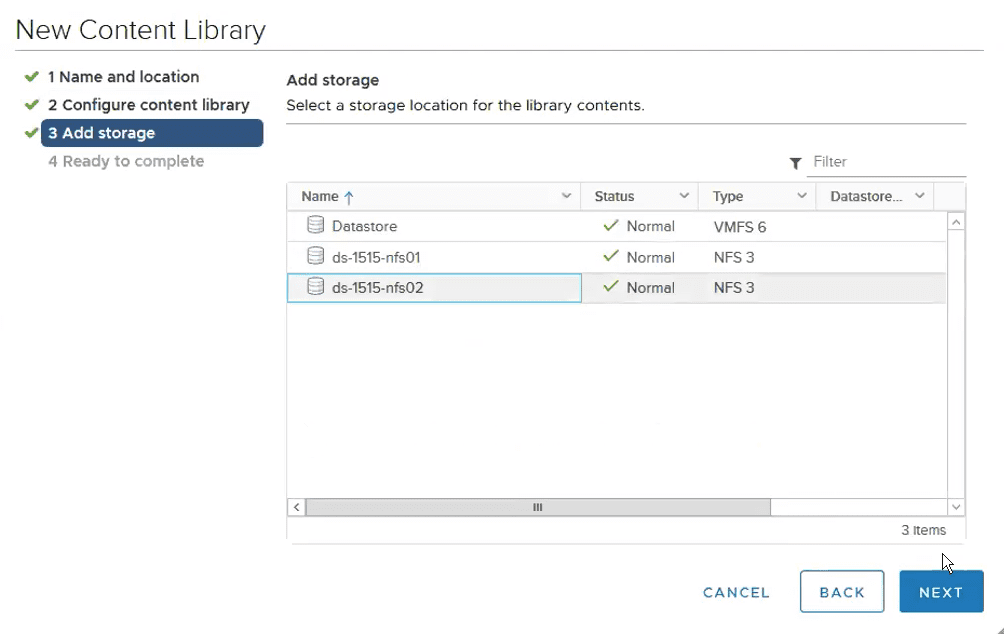 New Content Library
1 Name and location
2 Configure content library
3 Add storage
4 Ready to complete
Add storage
Select a storage location for the library contents.
Filter
Name Status Type Datastore...
Datastore Normal VMFS 6
ds-1515-nfs01 Normal NFS 3
ds-1515-nfs02 Normal NFS 3
3 items
CANCEL BACK NEXT